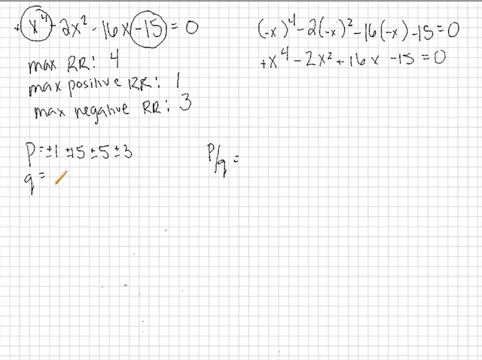 + x⁴ - 2x² - 16x - 15 = 0
(-x)⁴ - 2(-x)² - 16(-x) - 15 = 0
+x⁴ - 2x² + 16x - 15 = 0
max RR: 4
max positive RR: 1
max negative RR: 3
P = ±1 ±15 ±5 ±3
P/q =
q =